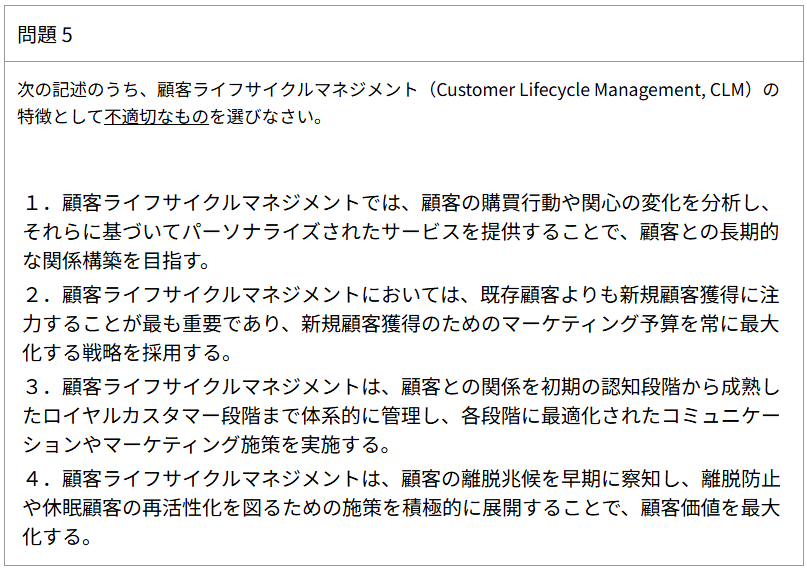 問題 5
次の記述のうち、顧客ライフサイクルマネジメント（Customer Lifecycle Management, CLM）の
特徴として不適切なものを選びなさい。
１．顧客ライフサイクルマネジメントでは、顧客の購買行動や関心の変化を分析し、
それらに基づいてパーソナライズされたサービスを提供することで、顧客との長期的
な関係構築を目指す。
２．顧客ライフサイクルマネジメントにおいては、既存顧客よりも新規顧客獲得に注
力することが最も重要であり、新規顧客獲得のためのマーケティング予算を常に最大
化する戦略を採用する。
３．顧客ライフサイクルマネジメントは、顧客との関係を初期の認知段階から成熟し
たロイヤルカスタマー段階まで体系的に管理し、各段階に最適化されたコミュニケー
ションやマーケティング施策を実施する。
４．顧客ライフサイクルマネジメントは、顧客の離脱兆候を早期に察知し、離脱防止
や休眠顧客の再活性化を図るための施策を積極的に展開することで、顧客価値を最大
化する。